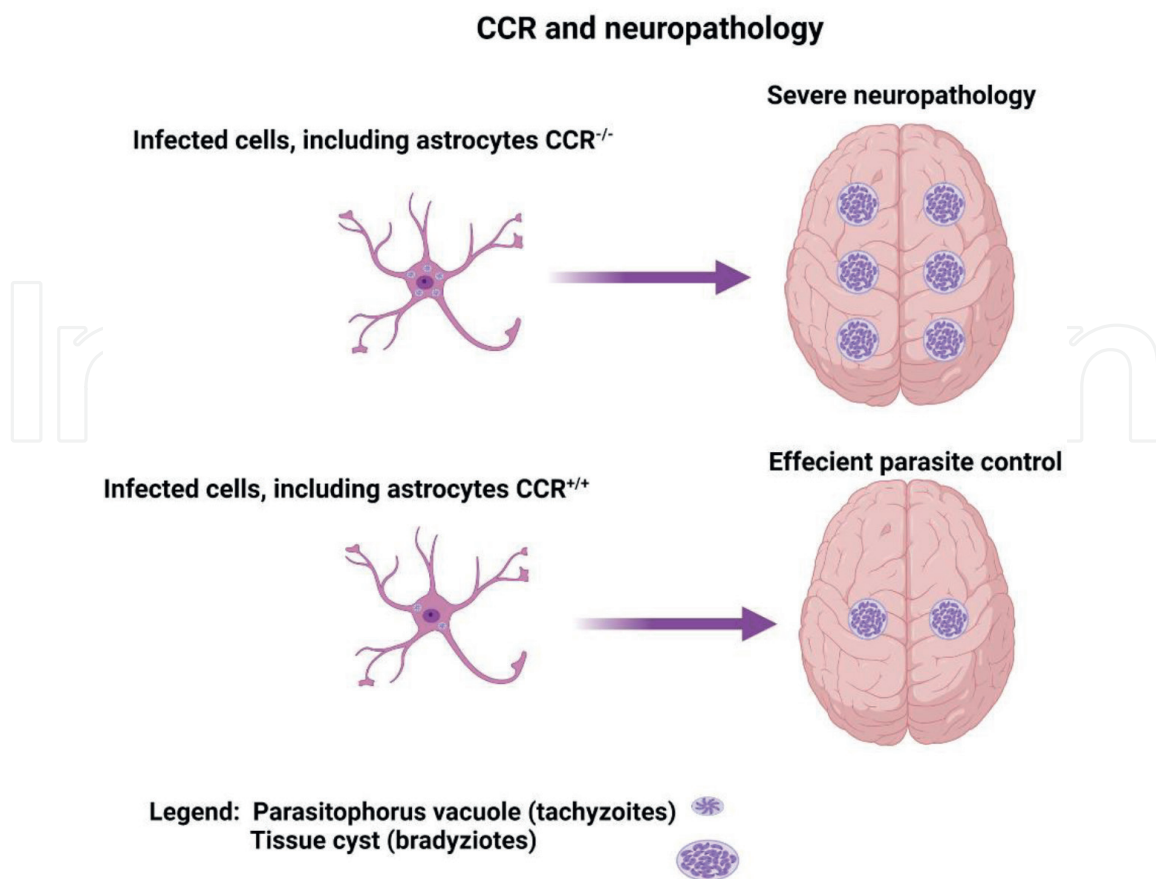 CCR and neuropathology
Severe neuropathology
Infected cells, including astrocytes CCR-/-
Effecient parasite control
Infected cells, including astrocytes CCR+/+
Legend: Parasitophorus vacuole (tachyzoites)
Tissue cyst (bradyziotes)